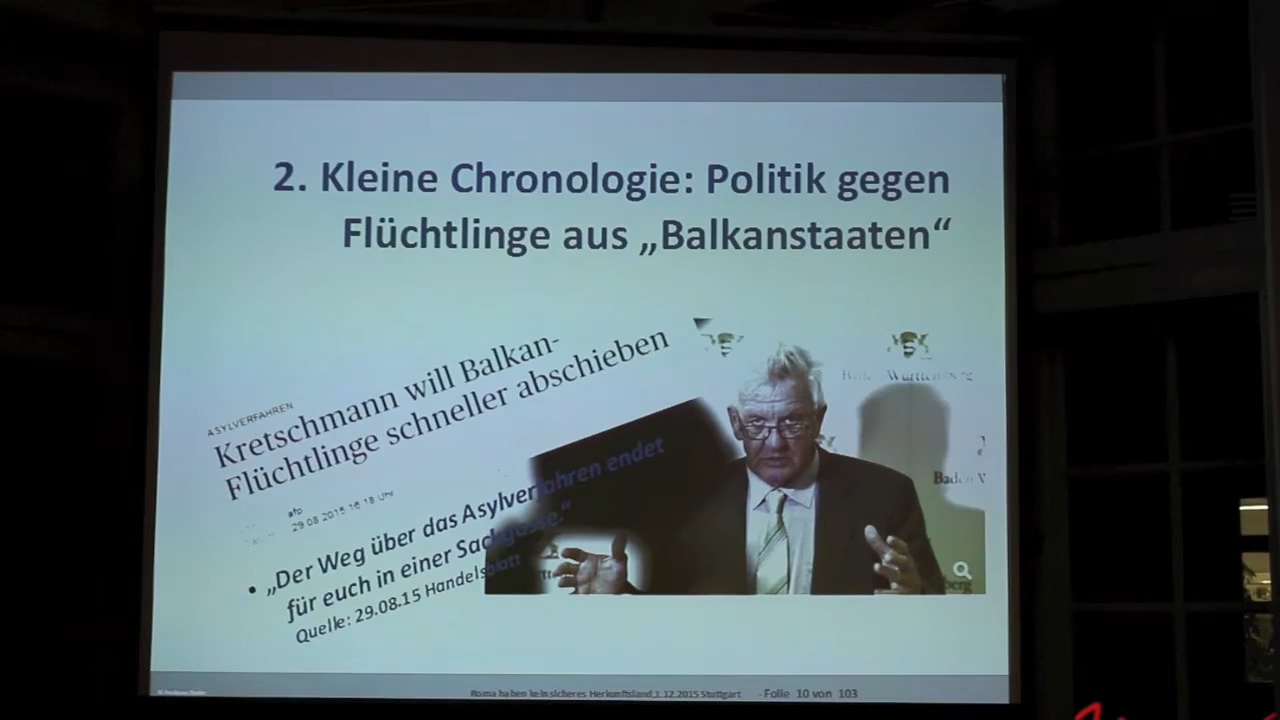 2. Kleine Chronologie: Politik gegen
Flüchtlinge aus „Balkanstaaten“
ASYLVERFAHREN
Kretschmann will Balkan-
Flüchtlinge schneller abschieben
afp
29.08.2015 16:18 Uhr
• „Der Weg über das Asylverfahren endet
für euch in einer Sackgasse.“
Quelle: 29.08.15 Handelsblatt
Baden-Württemberg
Roma haben kein sicheres Herkunftsland 1.12.2015 Stuttgart - Folie 10 von 103